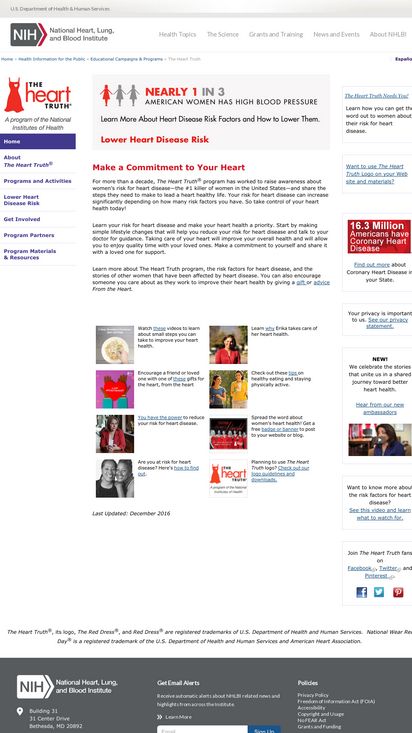 U.S. Department of Health & Human Services
NIH National Heart, Lung,
and Blood Institute
Health Topics The Science Grants and Training News and Events About NHLBI
Home » Health Information for the Public » Educational Campaigns & Programs » The Heart Truth
Españo
THE
heart
TRUTH®
A program of the National
Institutes of Health
Home
About
The Heart Truth®
Programs and Activities
Lower Heart
Disease Risk
Get Involved
Program Partners
Program Materials
& Resources
NEARLY 1 IN 3
AMERICAN WOMEN HAS HIGH BLOOD PRESSURE
Learn More About Heart Disease Risk Factors and How to Lower Them.
Lower Heart Disease Risk
Make a Commitment to Your Heart
For more than a decade, The Heart Truth® program has worked to raise awareness about
women's risk for heart disease—the #1 killer of women in the United States—and share the
steps they need to make to lead a heart healthy life. Your risk for heart disease can increase
significantly depending on how many risk factors you have. So take control of your heart
health today!
Learn your risk for heart disease and make your heart health a priority. Start by making
simple lifestyle changes that will help you reduce your risk for heart disease and talk to your
doctor for guidance. Taking care of your heart will improve your overall health and will allow
you to enjoy quality time with your loved ones. Make a commitment to yourself and share it
with a loved one for support.
Learn more about The Heart Truth program, the risk factors for heart disease, and the
stories of other women that have been affected by heart disease. You can also encourage
someone you care about as they work to improve their heart health by giving a gift or advice
From the Heart.
Watch these videos to learn
about small steps you can
take to improve your heart
health.
Learn why Erika takes care of
her heart health.
Encourage a friend or loved
one with one of these gifts for
the heart, from the heart
Check out these tips on
healthy eating and staying
physically active.
You have the power to reduce
your risk for heart disease.
Spread the word about
women's heart health! Get a
free badge or banner to post
to your website or blog.
Are you at risk for heart
disease? Here's how to find
out.
THE
heart
TRUTH
A program of the National
Institutes of Health
Planning to use The Heart
Truth logo? Check out our
logo guidelines and
downloads.
Last Updated: December 2016
The Heart Truth Needs You!
Learn how you can get the
word out to women about
their risk for heart
disease.
Want to use The Heart
Truth Logo on your Web
site and materials?
16.3 Million
Americans have
Coronary Heart
Disease
Find out more about
Coronary Heart Disease in
your State.
Your privacy is important
to us. See our privacy
statement.
NEW!
We celebrate the stories
that unite us in a shared
journey toward better
heart health.
Hear from our new
ambassadors
Want to know more about
the risk factors for heart
disease?
See this video and learn
what to watch for.
Join The Heart Truth fans
on
Facebook, Twitter and
Pinterest
The Heart Truth®, its logo, The Red Dress®, and Red Dress® are registered trademarks of U.S. Department of Health and Human Services. National Wear Red
Day® is a registered trademark of the U.S. Department of Health and Human Services and American Heart Association.
NIH National Heart, Lung,
and Blood Institute
Building 31
31 Center Drive
Bethesda, MD 20892
Get Email Alerts
Receive automatic alerts about NHLBI related news and
highlights from across the Institute.
» Learn More
Email
Sign Up
Policies
Privacy Policy
Freedom of Information Act (FOIA)
Accessibility
Copyright and Usage
No FEAR Act
Grants and Funding